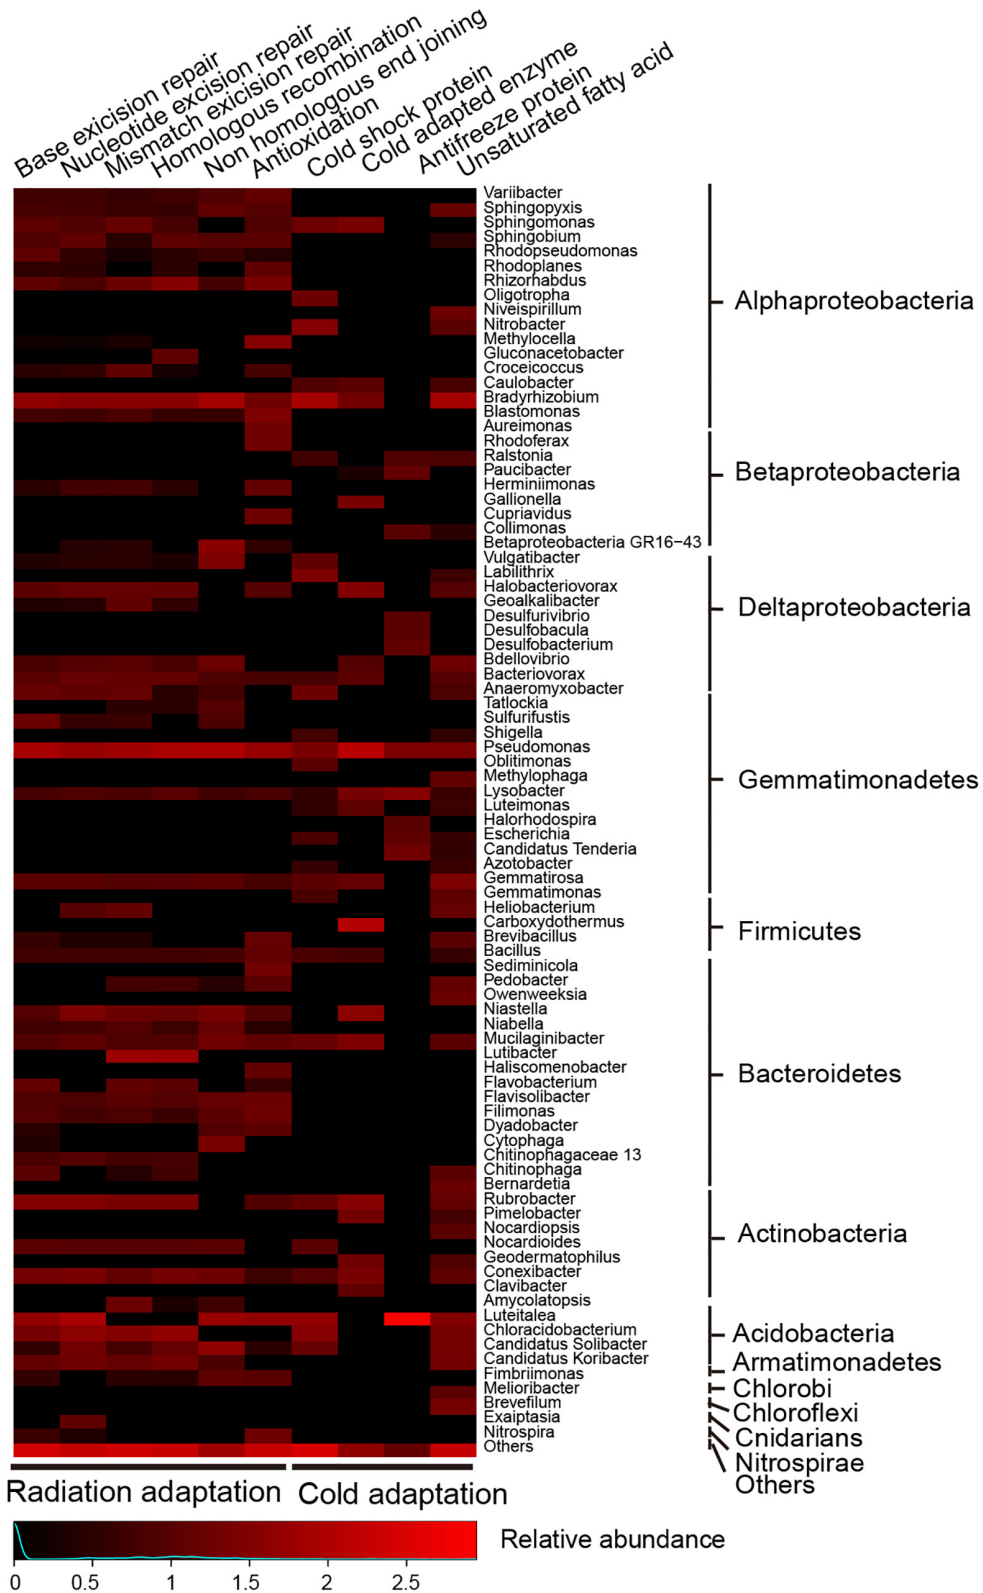 Base exicision repair
Nucleotide excision repair
Mismatch exicision repair
Homologous recombination
Non homologous end joining
Antioxidation
Cold shock protein
Cold adapted enzyme
Antifreeze protein
Unsaturated fatty acid
Variibacter
Sphingopyxis
Sphingomonas
Sphingobium
Rhodopseudomonas
Rhodoplanes
Rhizorhabdus
Oligotropha
Niveispirillum
Nitrobacter
Methylocella
Gluconacetobacter
Croceicoccus
Caulobacter
Bradyrhizobium
Blastomonas
Aureimonas
Rhodoferax
Ralstonia
Paucibacter
Herminiimonas
Gallionella
Cupriavidus
Collimonas
Betaproteobacteria GR16−43
Vulgatibacter
Labilithrix
Halobacteriovorax
Geoalkalibacter
Desulfurivibrio
Desulfobacula
Desulfobacterium
Bdellovibrio
Bacteriovorax
Anaeromyxobacter
Tatlockia
Sulfurifustis
Shigella
Pseudomonas
Oblitimonas
Methylophaga
Lysobacter
Luteimonas
Halorhodospira
Escherichia
Candidatus Tenderia
Azotobacter
Gemmatirosa
Gemmatimonas
Heliobacterium
Carboxydothermus
Brevibacillus
Bacillus
Sediminicola
Pedobacter
Owenweeksia
Niastella
Niabella
Mucilaginibacter
Lutibacter
Haliscomenobacter
Flavobacterium
Flavisolibacter
Filimonas
Dyadobacter
Cytophaga
Chitinophagaceae 13
Chitinophaga
Bernardetia
Rubrobacter
Pimelobacter
Nocardiopsis
Nocardioides
Geodermatophilus
Conexibacter
Clavibacter
Amycolatopsis
Luteitalea
Chloracidobacterium
Candidatus Solibacter
Candidatus Koribacter
Fimbriimonas
Melioribacter
Brevefilum
Exaiptasia
Nitrospira
Others
Alphaproteobacteria
Betaproteobacteria
Deltaproteobacteria
Gemmatimonadetes
Firmicutes
Bacteroidetes
Actinobacteria
Acidobacteria
Armatimonadetes
Chlorobi
Chloroflexi
Cnidarians
Nitrospirae
Others
Radiation adaptation
Cold adaptation
Relative abundance
0 0.5 1 1.5 2 2.5